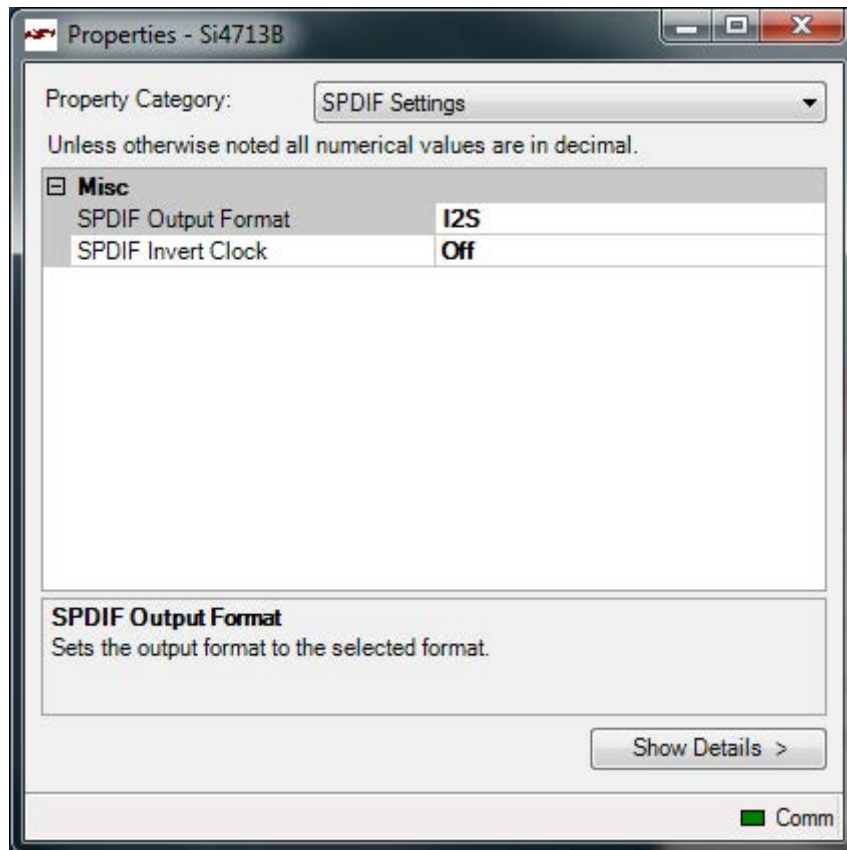 Properties - Si4713B
Property Category: SPDIF Settings
Unless otherwise noted all numerical values are in decimal.
Misc
SPDIF Output Format I2S
SPDIF Invert Clock Off
SPDIF Output Format
Sets the output format to the selected format.
Show Details >
Comm